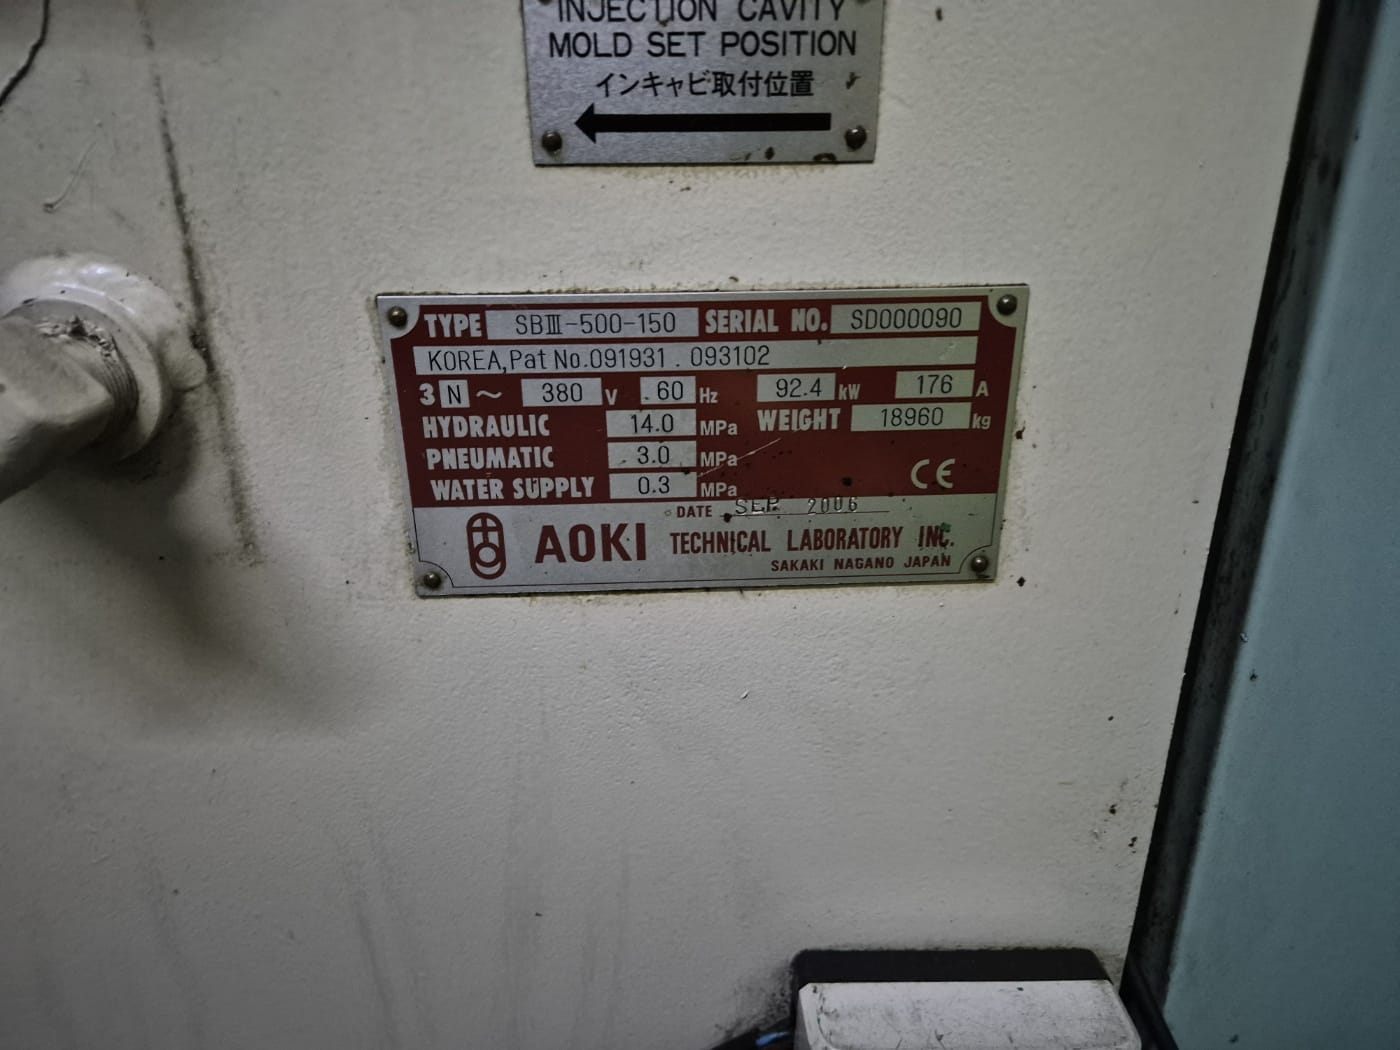 INJECTION CAVITY
MOLD SET POSITION
インキャビ取付位置
TYPE SBⅢ-500-150 SERIAL NO. SD000090
KOREA,Pat No.091931 . 093102
3 N ~ 380 V 60 Hz 92.4 kW 176 A
HYDRAULIC 14.0 MPa WEIGHT 18960 kg
PNEUMATIC 3.0 MPa
WATER SUPPLY 0.3 MPa CE
DATE SEP. 2006
AOKI TECHNICAL LABORATORY INC.
SAKAKI NAGANO JAPAN